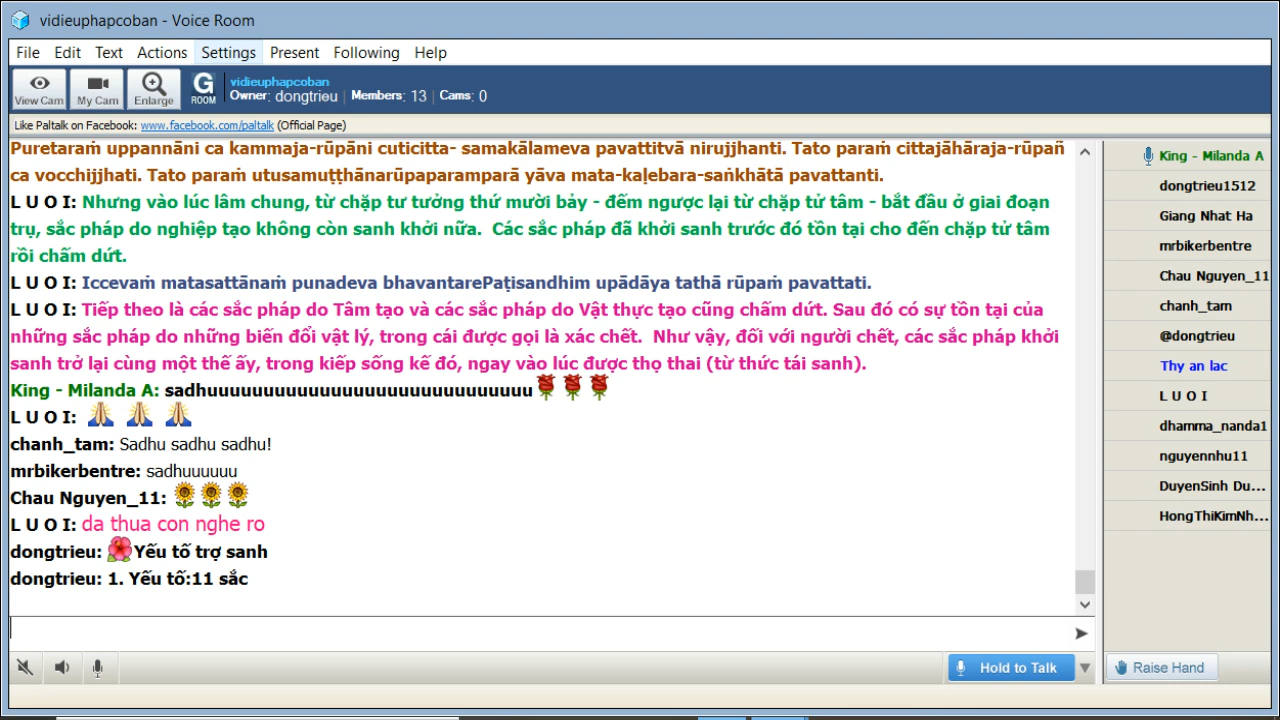 vidieuphapcoban - Voice Room
File Edit Text Actions Settings Present Following Help
View Cam My Cam Enlarge G ROOM
vidieuphapcoban
Owner: dongtrieu | Members: 13 | Cams: 0
Like Paltalk on Facebook: www.facebook.com/paltalk (Official Page)
Puretaraṁ uppannāni ca kammaja-rūpāni cuticitta- samakālameva pavattitvā nirujjhanti. Tato paraṁ cittajāhāraja-rūpañ
ca vocchijjhati. Tato paraṁ utusamuṭṭhānarūpaparamparā yāva mata-kaḷebara-saṅkhātā pavattanti.
L U O I: Nhưng vào lúc lâm chung, từ chặp tư tưởng thứ mười bảy - đếm ngược lại từ chặp tử tâm - bắt đầu ở giai đoạn
trụ, sắc pháp do nghiệp tạo không còn sanh khởi nữa. Các sắc pháp đã khởi sanh trước đó tồn tại cho đến chặp tử tâm
rồi chấm dứt.
L U O I: Iccevaṁ matasattānaṁ punadeva bhavantarePaṭisandhim upādāya tathā rūpaṁ pavattati.
L U O I: Tiếp theo là các sắc pháp do Tâm tạo và các sắc pháp do Vật thực tạo cũng chấm dứt. Sau đó có sự tồn tại của
những sắc pháp do những biến đổi vật lý, trong cái được gọi là xác chết. Như vậy, đối với người chết, các sắc pháp khởi
sanh trở lại cùng một thế ấy, trong kiếp sống kế đó, ngay vào lúc được thọ thai (từ thức tái sanh).
King - Milanda A: sadhuuuuuuuuuuuuuuuuuuuuuuuuuuuuu
L U O I:
chanh_tam: Sadhu sadhu sadhu!
mrbikerbentre: sadhuuuuuu
Chau Nguyen_11:
L U O I: da thua con nghe ro
dongtrieu: Yếu tố trợ sanh
dongtrieu: 1. Yếu tố:11 sắc
Hold to Talk
King - Milanda A
dongtrieu1512
Giang Nhat Ha
mrbikerbentre
Chau Nguyen_11
chanh_tam
@dongtrieu
Thy an lac
L U O I
dhamma_nanda1
nguyennhu11
DuyenSinh Du...
HongThiKimNh...
Raise Hand